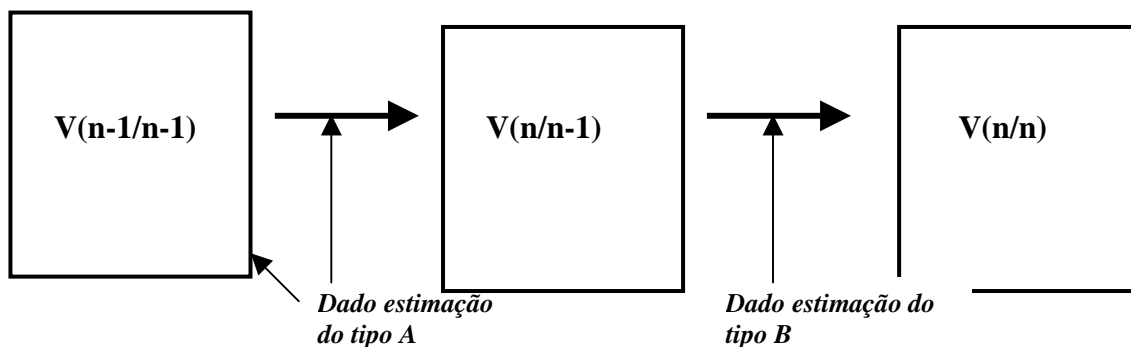 V(n-1/n-1)
V(n/n-1)
V(n/n)
Dado estimação
do tipo A
Dado estimação do
tipo B